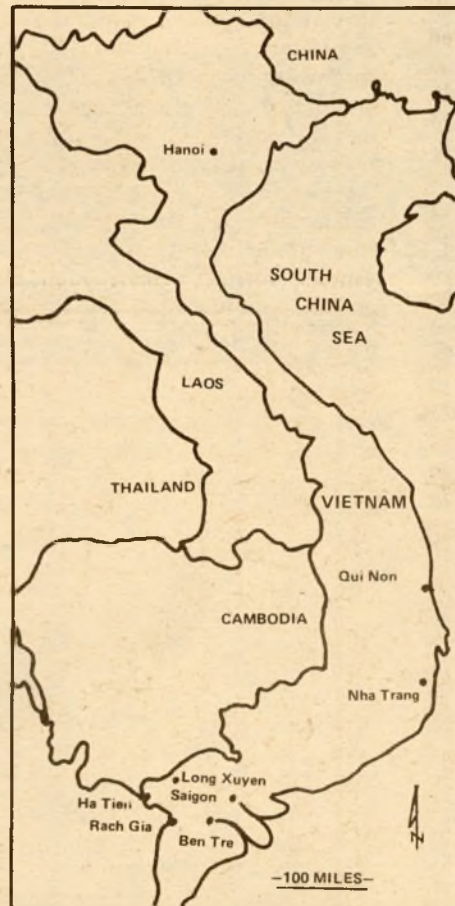 CHINA
Hanoi
SOUTH
CHINA
SEA
LAOS
THAILAND
VIETNAM
Qui Non
CAMBODIA
Nha Trang
Long Xuyen
Ha Tien
Saigon
Rach Gia
Ben Tre
N
-100 MILES-